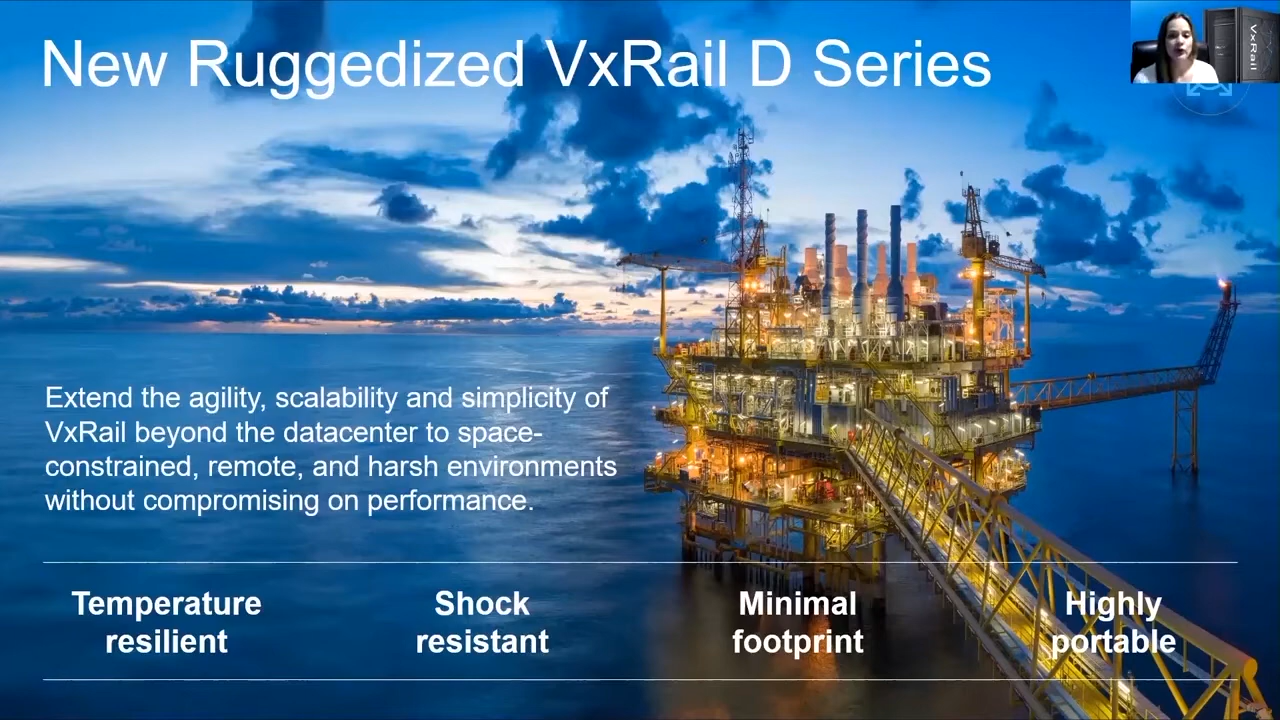 New Ruggedized VxRail D Series
VxRail
Extend the agility, scalability and simplicity of
VxRail beyond the datacenter to space-
constrained, remote, and harsh environments
without compromising on performance.
Temperature
resilient
Shock
resistant
Minimal
footprint
Highly
portable